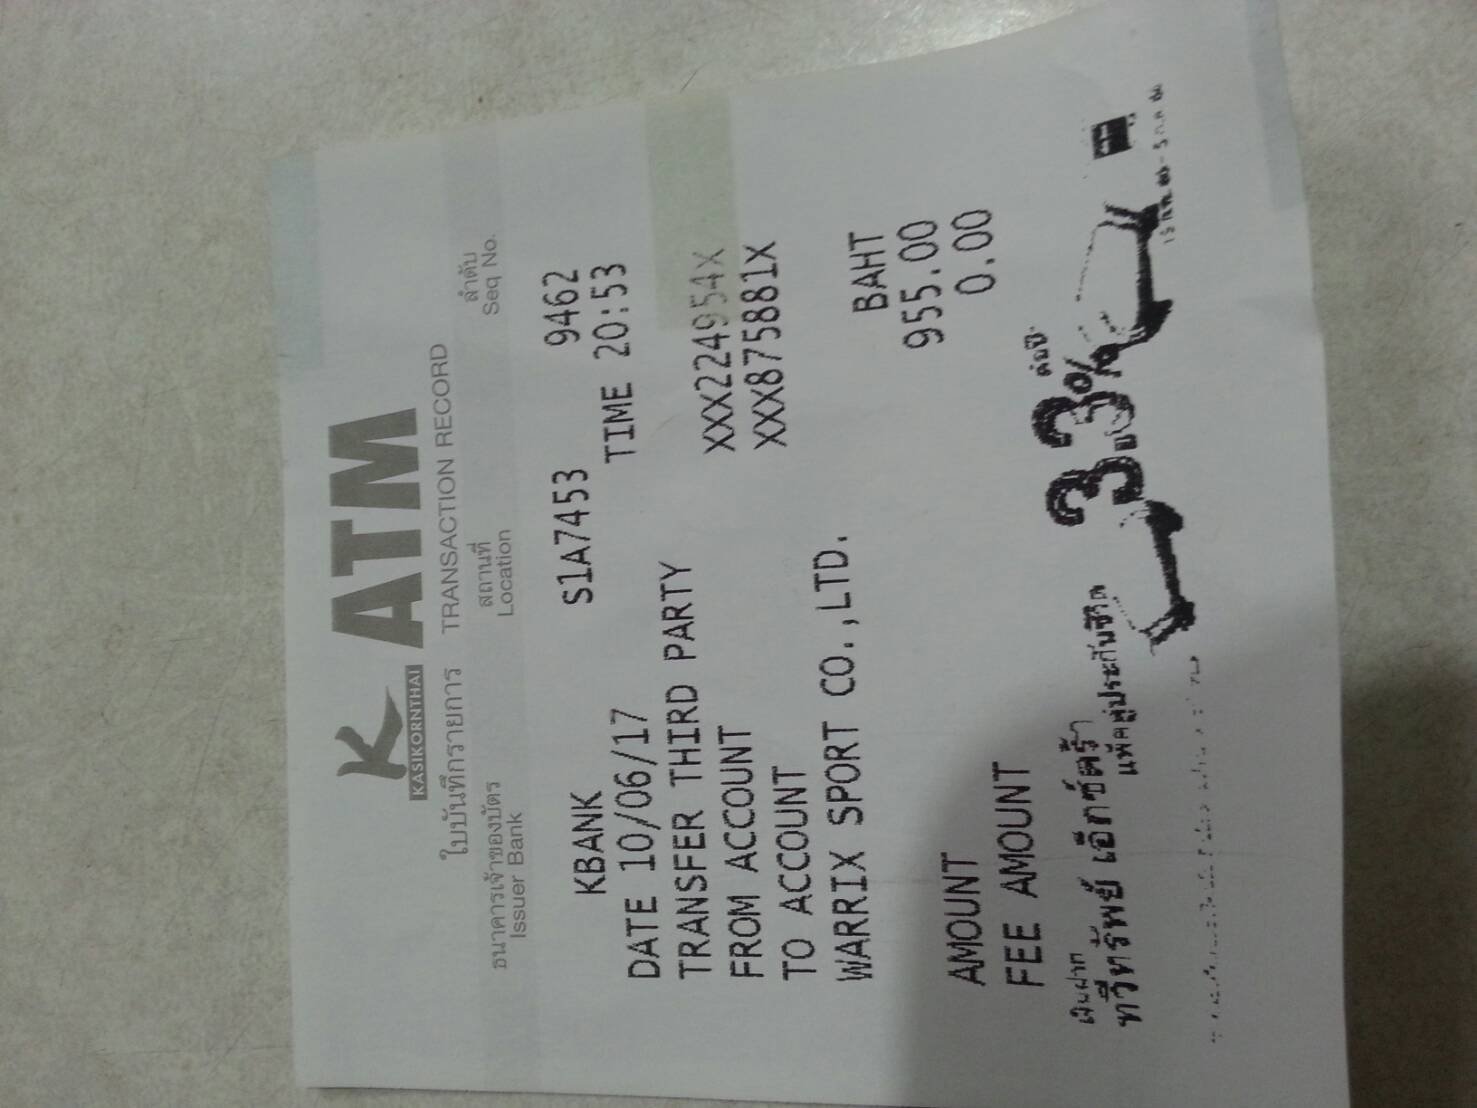 K ATM
KASIKORNTHAI
ใบบันทึกรายการ TRANSACTION RECORD
ธนาคารเจ้าของบัตร สถานที่ ลำดับ
Issuer Bank Location Seq No.
KBANK S1A7453 9462
DATE 10/06/17 TIME 20:53
TRANSFER THIRD PARTY
FROM ACCOUNT XXX224954X
TO ACCOUNT XXX875881X
WARRIX SPORT CO.,LTD.
BAHT
AMOUNT 955.00
FEE AMOUNT 0.00
เงินฝาก
ทวีทรัพย์ เอ็กซ์ตร้า 3.3% ต่อปี
แพ็คคู่ประกันชีวิต